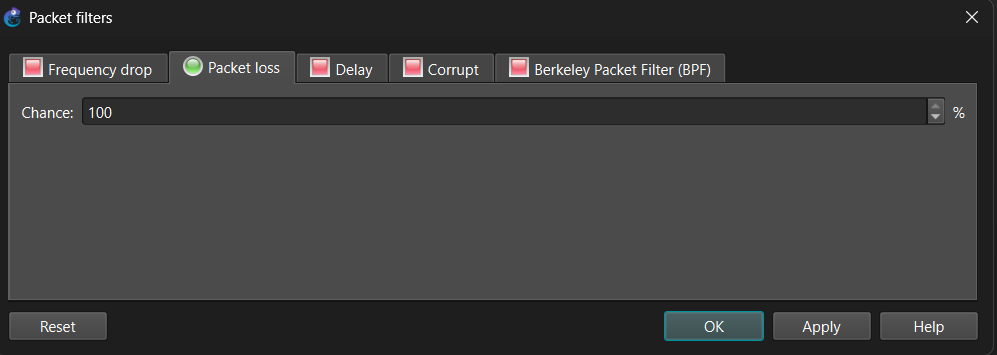 Packet filters
Frequency drop Packet loss Delay Corrupt Berkeley Packet Filter (BPF)
Chance: 100 %
Reset OK Apply Help